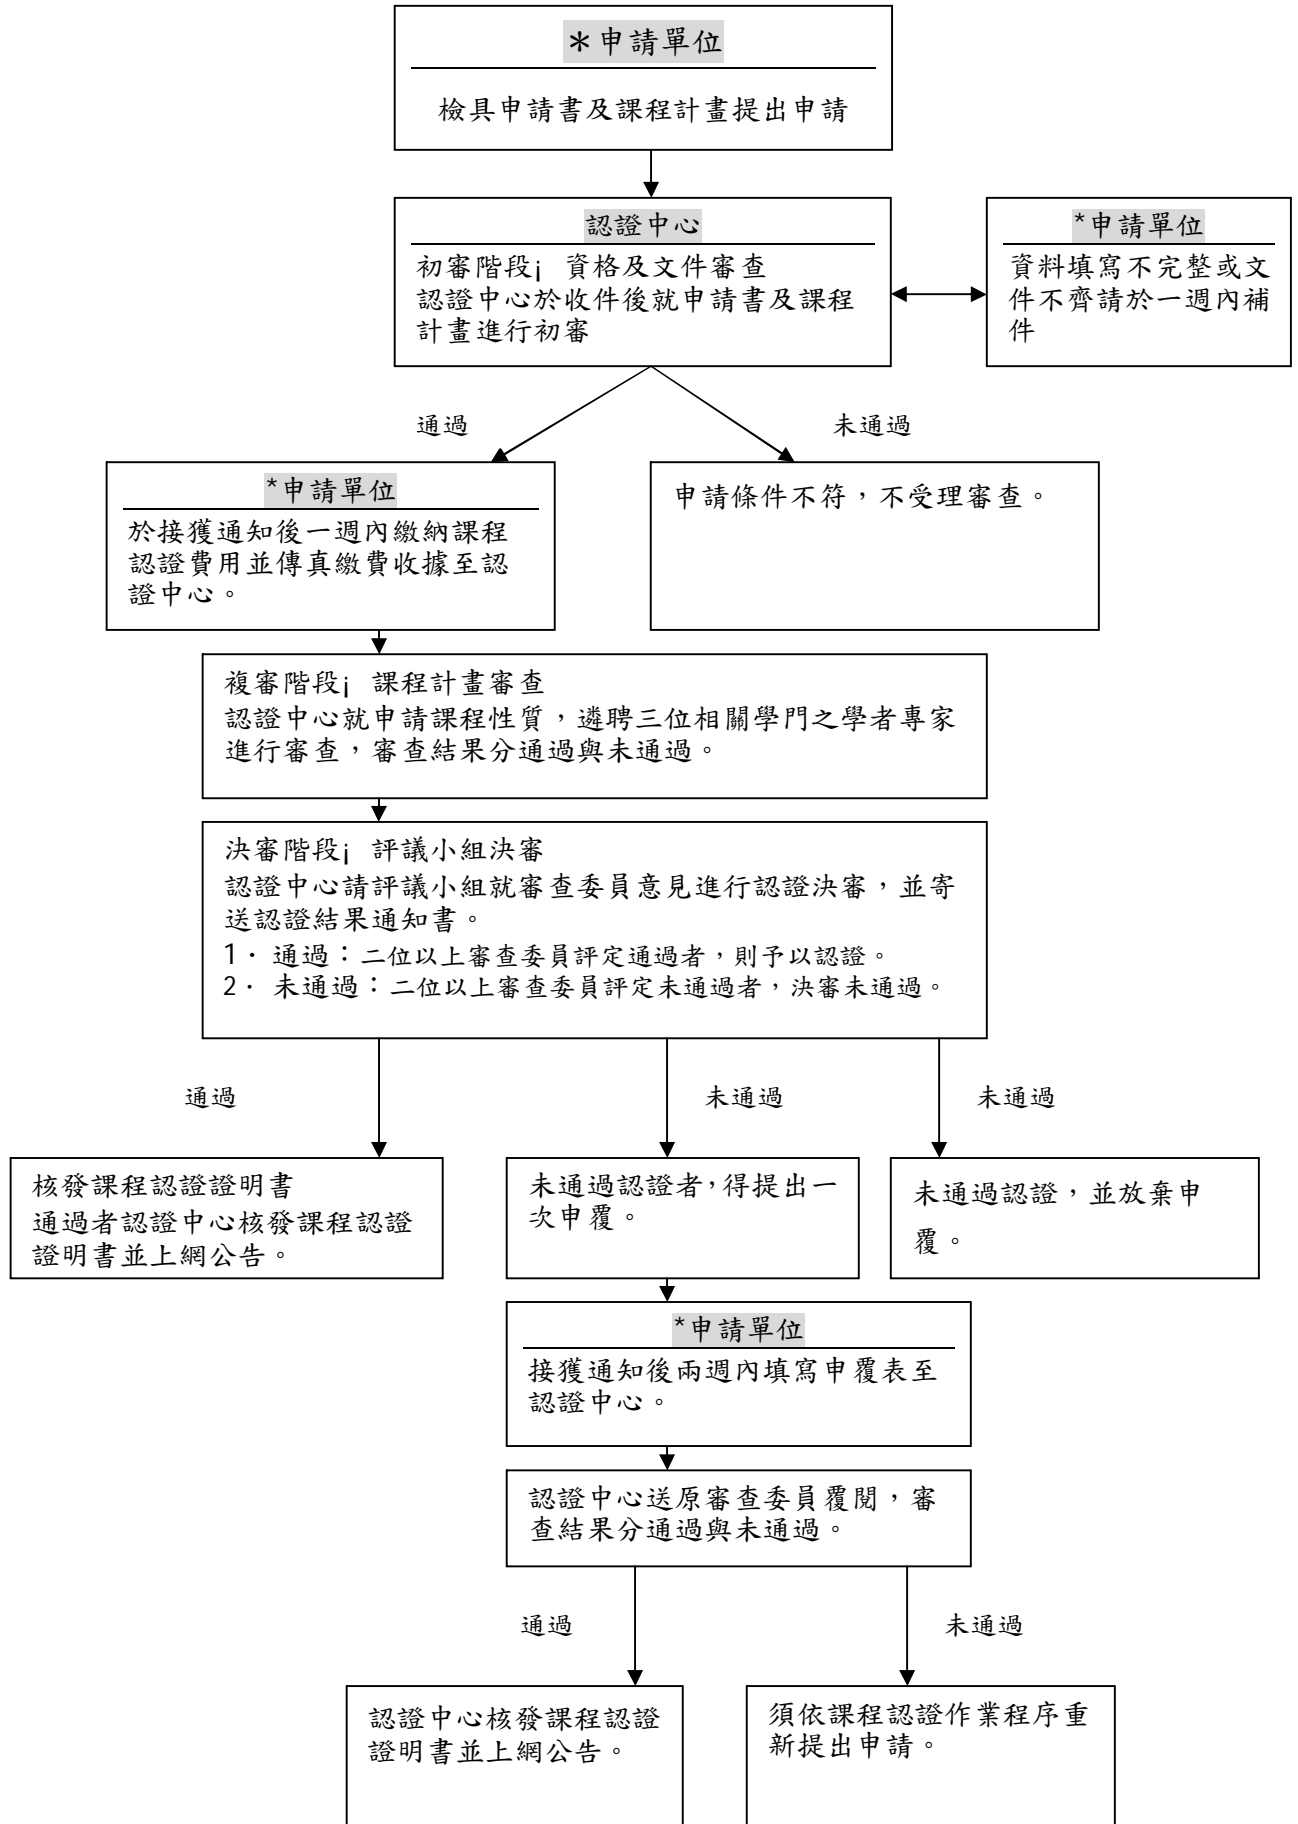 ＊申請單位
檢具申請書及課程計畫提出申請
認證中心
初審階段¡ 資格及文件審查
認證中心於收件後就申請書及課程
計畫進行初審
*申請單位
資料填寫不完整或文
件不齊請於一週內補
件
通過
未通過
*申請單位
於接獲通知後一週內繳納課程
認證費用並傳真繳費收據至認
證中心。
申請條件不符，不受理審查。
複審階段¡ 課程計畫審查
認證中心就申請課程性質，遴聘三位相關學門之學者專家
進行審查，審查結果分通過與未通過。
決審階段¡ 評議小組決審
認證中心請評議小組就審查委員意見進行認證決審，並寄
送認證結果通知書。
1． 通過：二位以上審查委員評定通過者，則予以認證。
2． 未通過：二位以上審查委員評定未通過者，決審未通過。
通過
未通過
未通過
核發課程認證證明書
通過者認證中心核發課程認證
證明書並上網公告。
未通過認證者，得提出一
次申覆。
未通過認證，並放棄申
覆。
*申請單位
接獲通知後兩週內填寫申覆表至
認證中心。
認證中心送原審查委員覆閱，審
查結果分通過與未通過。
通過
未通過
認證中心核發課程認證
證明書並上網公告。
須依課程認證作業程序重
新提出申請。